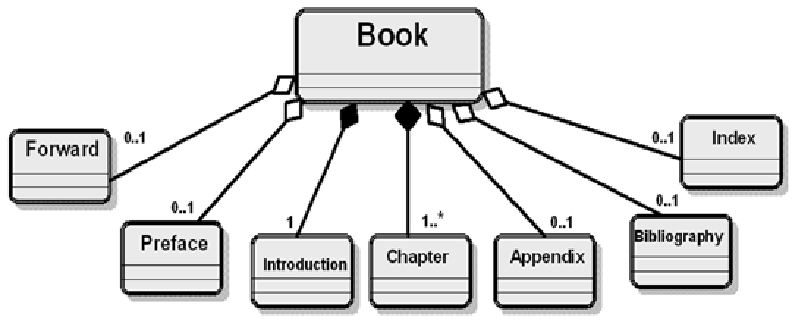 Book
Forward
0..1
0..1
Index
0..1
Preface
1
Introduction
1..*
Chapter
0..1
Appendix
0..1
Bibliography